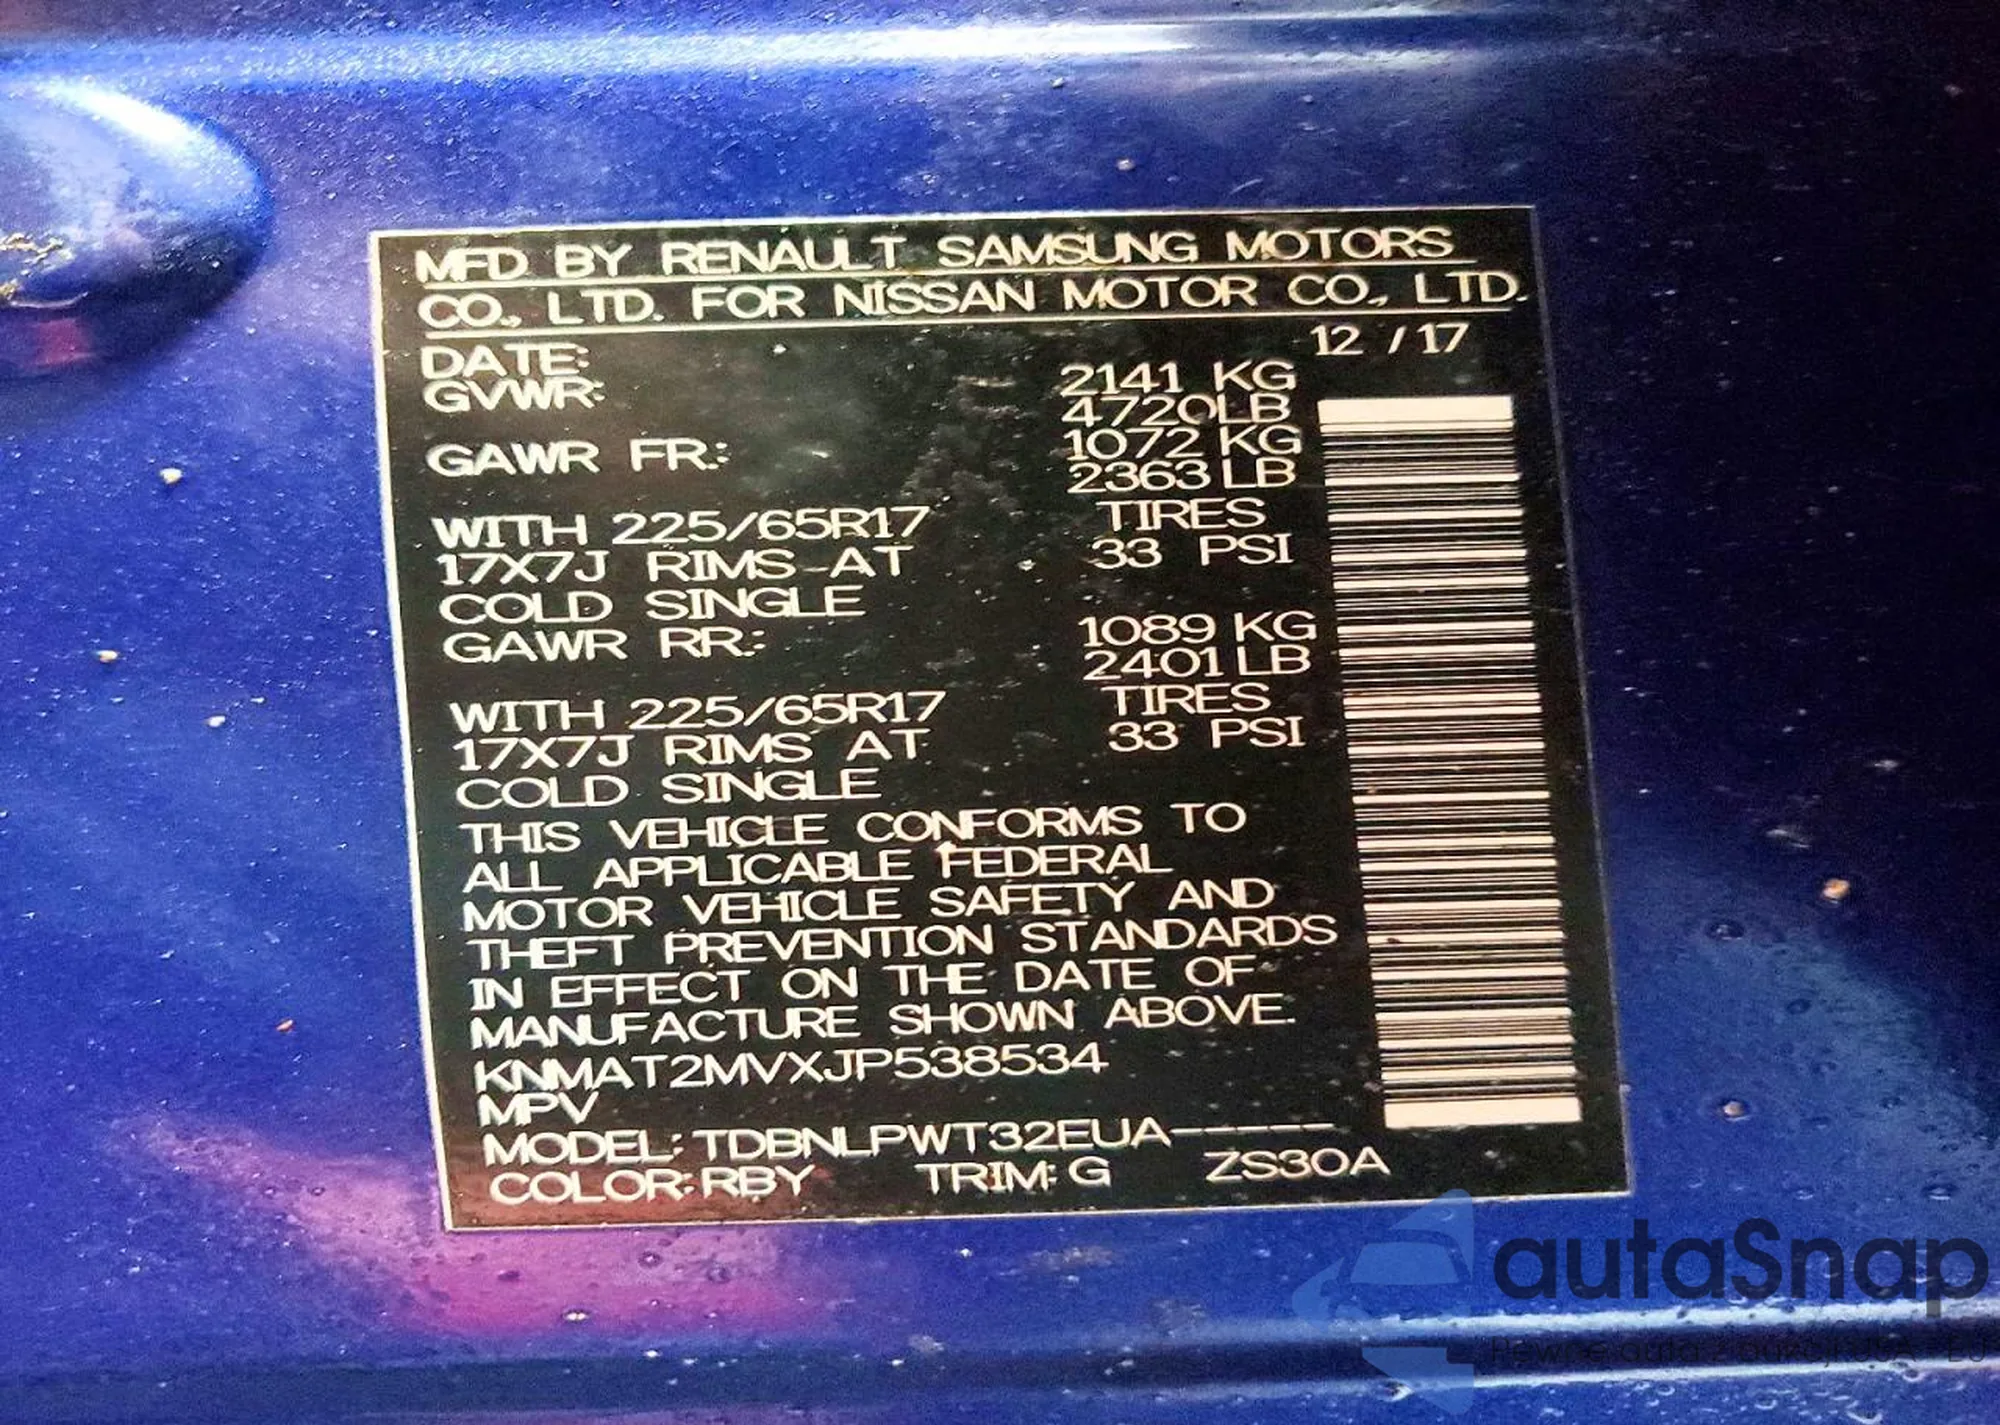 MFD BY RENAULT SAMSUNG MOTORS
CO., LTD. FOR NISSAN MOTOR CO., LTD.
DATE: 12 / 17
GVWR: 2141 KG
4720LB
GAWR FR.: 1072 KG
2363 LB
WITH 225/65R17 TIRES
17X7J RIMS AT 33 PSI
COLD SINGLE
GAWR RR.: 1089 KG
2401 LB
WITH 225/65R17 TIRES
17X7J RIMS AT 33 PSI
COLD SINGLE
THIS VEHICLE CONFORMS TO
ALL APPLICABLE FEDERAL
MOTOR VEHICLE SAFETY AND
THEFT PREVENTION STANDARDS
IN EFFECT ON THE DATE OF
MANUFACTURE SHOWN ABOVE.
KNMAT2MVXJP538534
MPV
MODEL: TDBNLPWT32EUA-----
COLOR: RBY TRIM: G ZS30A
autaSnap